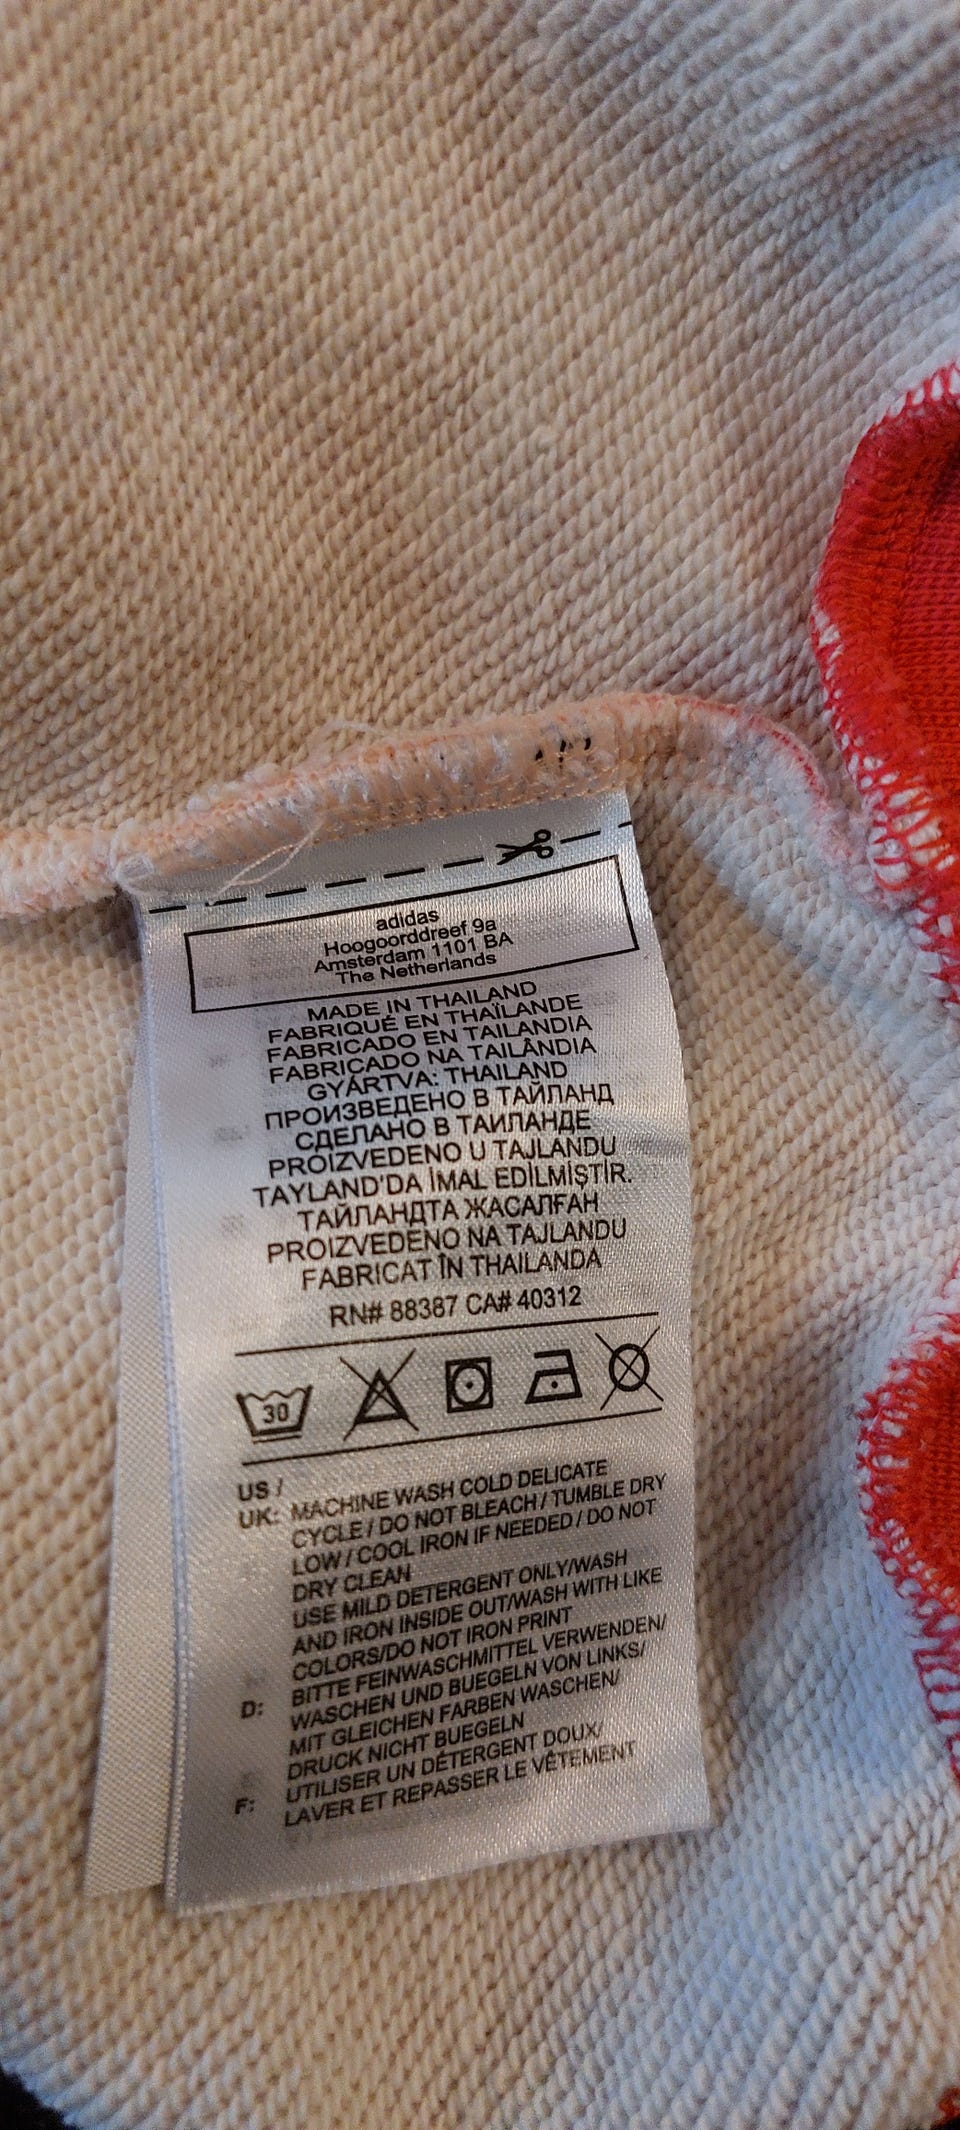 adidas
Hoogoorddreef 9a
Amsterdam 1101 BA
The Netherlands
MADE IN THAILAND
FABRIQUÉ EN THAÏLANDE
FABRICADO EN TAILANDIA
FABRICADO NA TAILÂNDIA
GYÁRTVA: THAILAND
ПРОИЗВЕДЕНО В ТАЙЛАНД
СДЕЛАНО В ТАИЛАНДЕ
PROIZVEDENO U TAJLANDU
TAYLAND'DA İMAL EDİLMİŞTİR.
ТАЙЛАНДТА ЖАСАЛҒАН
PROIZVEDENO NA TAJLANDU
FABRICAT ÎN THAILANDA
RN# 88387 CA# 40312
30
US /
UK: MACHINE WASH COLD DELICATE
CYCLE / DO NOT BLEACH / TUMBLE DRY
LOW / COOL IRON IF NEEDED / DO NOT
DRY CLEAN
USE MILD DETERGENT ONLY/WASH
AND IRON INSIDE OUT/WASH WITH LIKE
COLORS/DO NOT IRON PRINT
D: BITTE FEINWASCHMITTEL VERWENDEN/
WASCHEN UND BUEGELN VON LINKS/
MIT GLEICHEN FARBEN WASCHEN/
DRUCK NICHT BUEGELN
F: UTILISER UN DÉTERGENT DOUX/
LAVER ET REPASSER LE VÊTEMENT